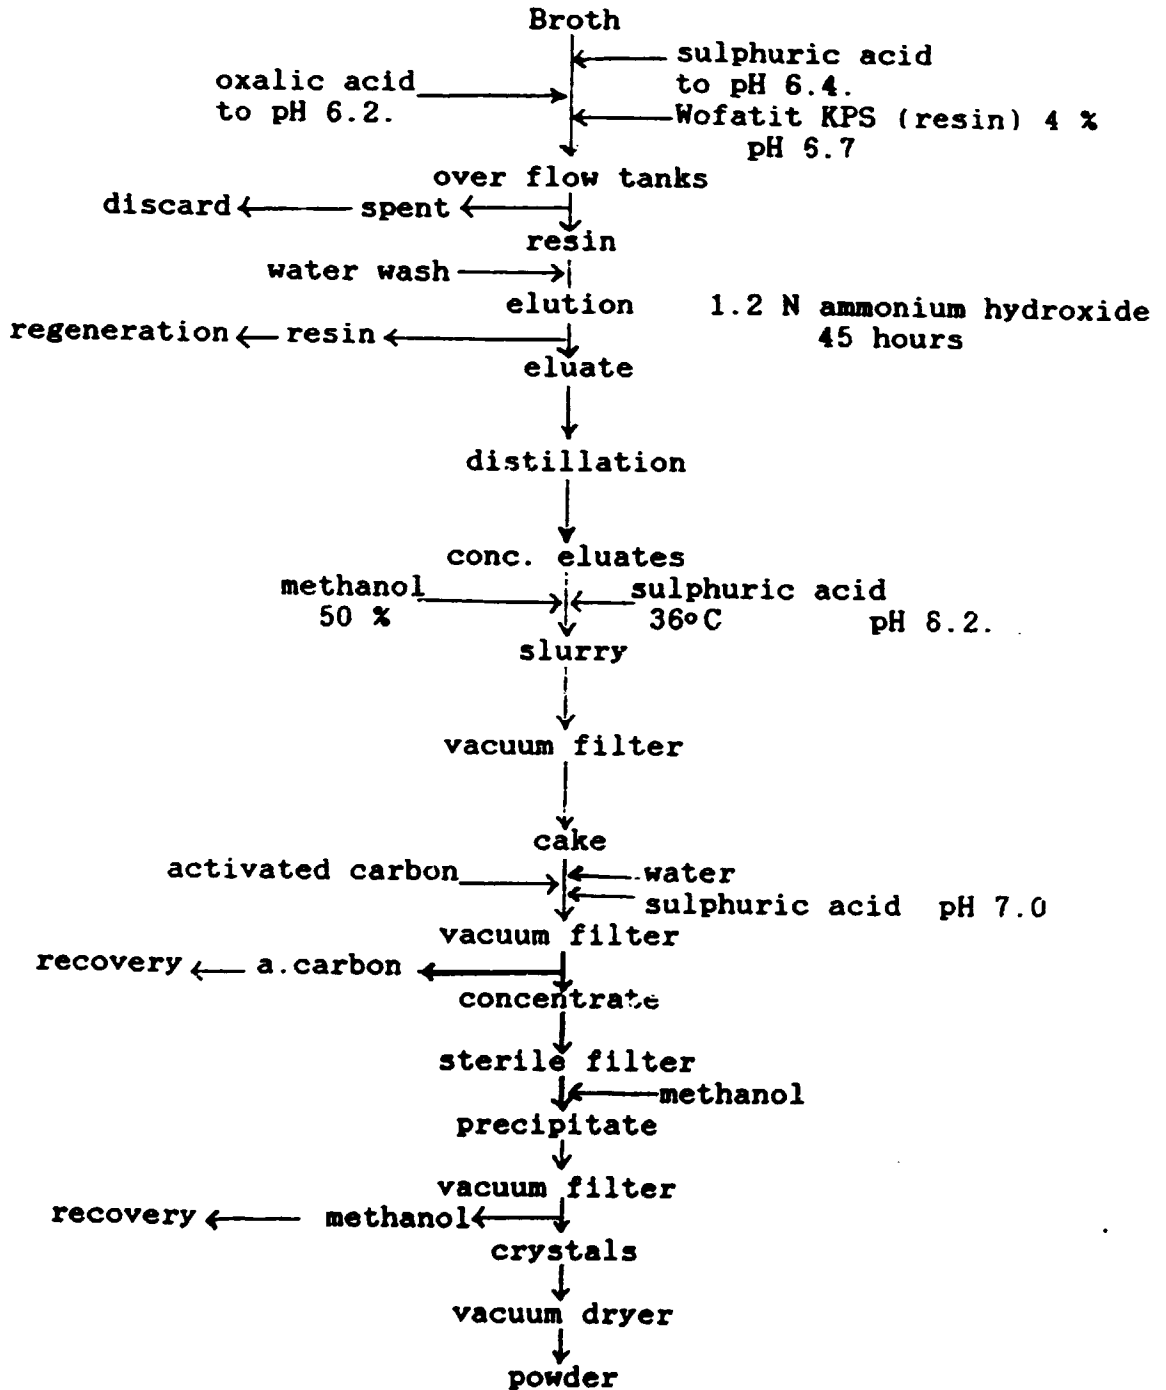 Broth
sulphuric acid
to pH 6.4.
oxalic acid
to pH 6.2.
Wofatit KPS (resin) 4 %
pH 6.7
over flow tanks
discard spent
resin
water wash
elution 1.2 N ammonium hydroxide
45 hours
regeneration resin
eluate
distillation
conc. eluates
methanol sulphuric acid
50 % 36°C pH 6.2.
slurry
vacuum filter
cake
activated carbon water
sulphuric acid pH 7.0
vacuum filter
recovery a.carbon
concentrate
sterile filter
methanol
precipitate
vacuum filter
recovery methanol
crystals
vacuum dryer
powder